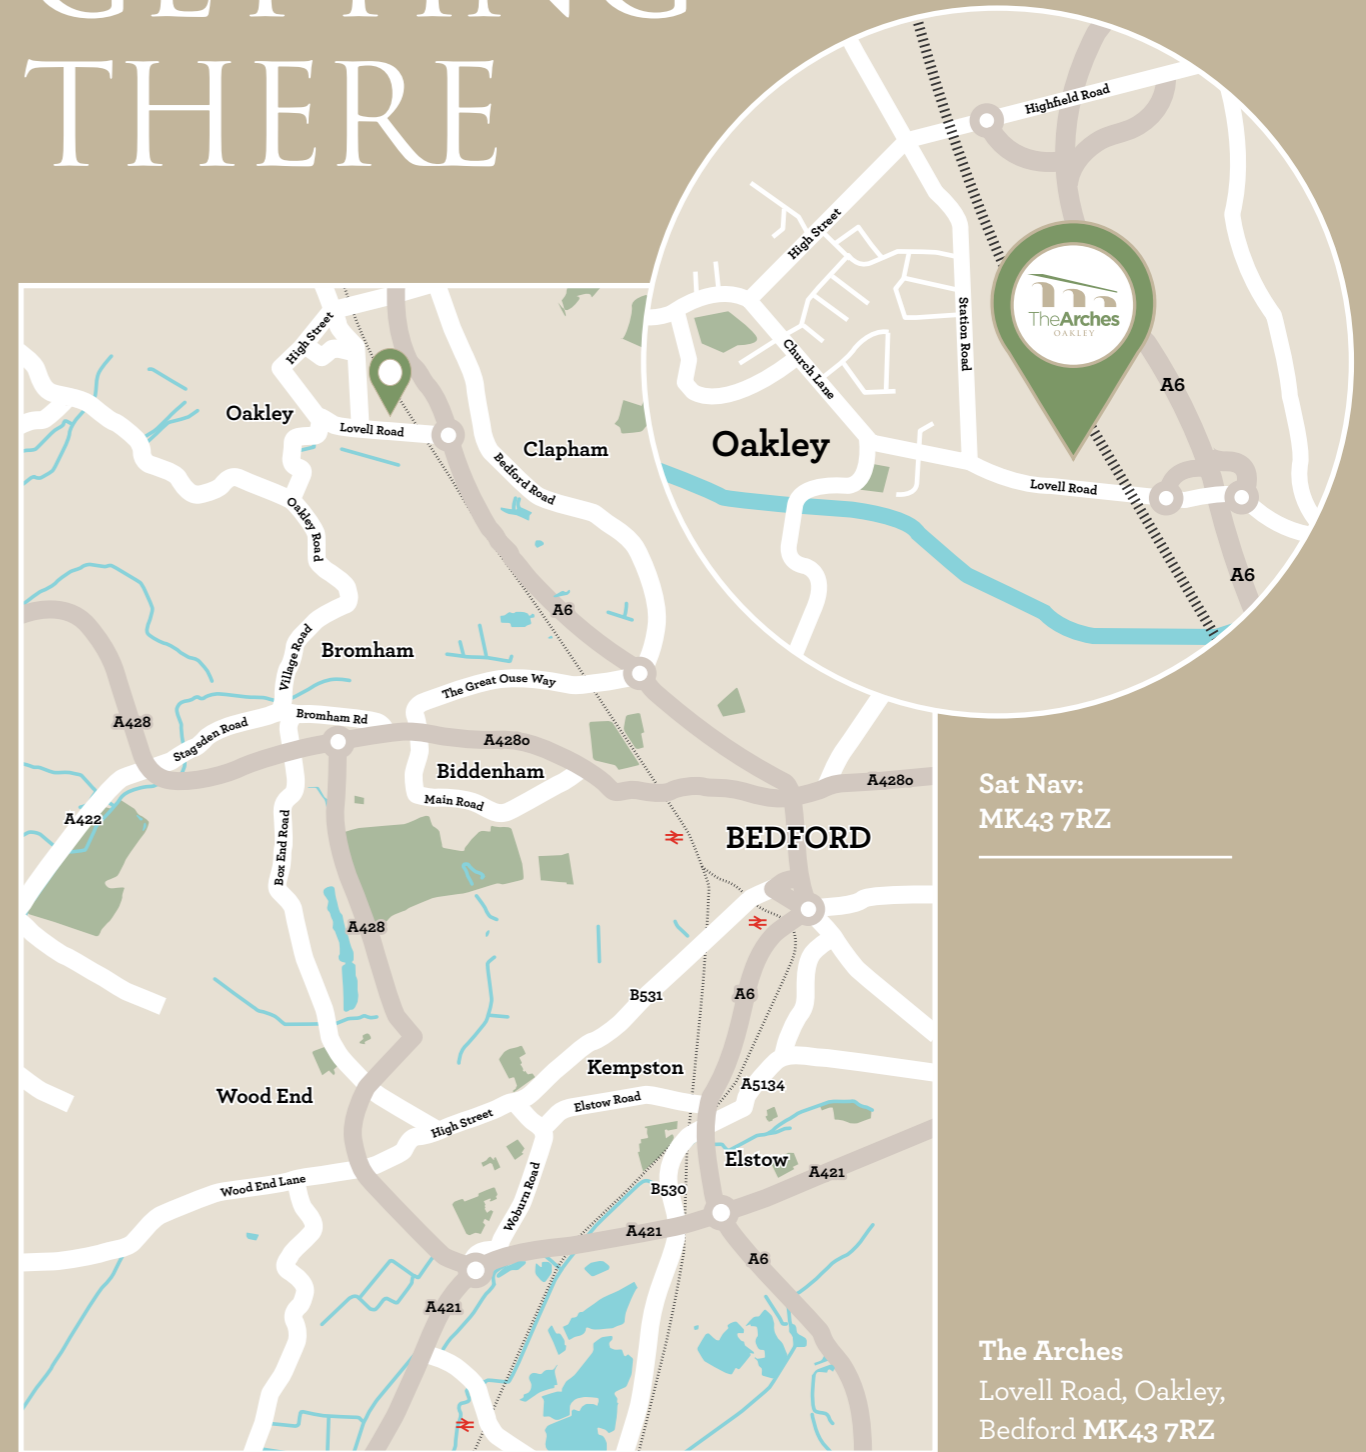 GETTING
THERE
Highfield Road
High Street
Station Road
TheArches
OAKLEY
Church Lane
A6
Oakley
Lovell Road
A6
High Street
Oakley
Lovell Road
Clapham
Bedford Road
Oakley Road
A6
Village Road
Bromham
The Great Ouse Way
Bromham Rd
A428
Stagsden Road
A4280
Biddenham
Main Road
A4280
A422
BEDFORD
Box End Road
A428
B531
A6
Kempston
A5134
Wood End
Elstow Road
High Street
Elstow
A421
Wood End Lane
Woburn Road
B530
A421
A6
A421
Sat Nav:
MK43 7RZ
The Arches
Lovell Road, Oakley,
Bedford MK43 7RZ